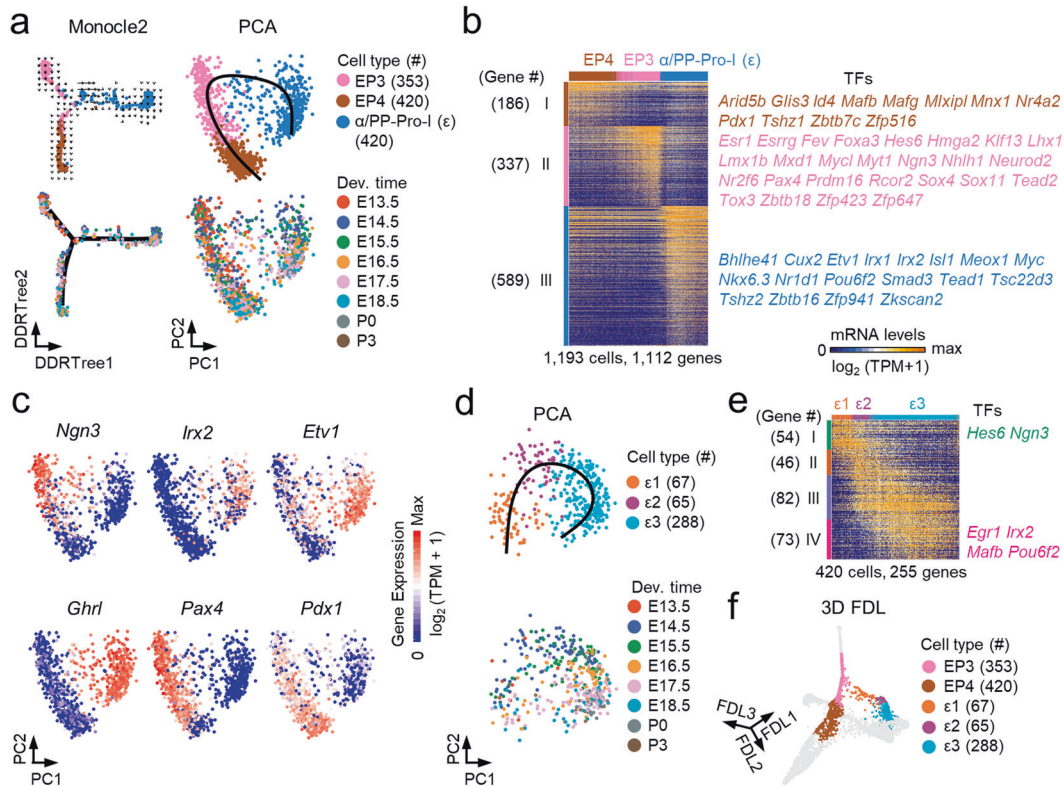 a
Monocle2
PCA
Cell type (#)
EP3 (353)
EP4 (420)
α/PP-Pro-I (ε)
(420)
Dev. time
E13.5
E14.5
E15.5
E16.5
E17.5
E18.5
P0
P3
DDRTree2
DDRTree1
PC2
PC1
b
EP4 EP3 α/PP-Pro-I (ε)
(Gene #)
TFs
(186) I
Arid5b Glis3 Id4 Mafb Mafg Mlxipl Mnx1 Nr4a2
Pdx1 Tshz1 Zbtb7c Zfp516
(337) II
Esr1 Esrrg Fev Foxa3 Hes6 Hmga2 Klf13 Lhx1
Lmx1b Mxd1 Mycl Myt1 Ngn3 Nhlh1 Neurod2
Nr2f6 Pax4 Prdm16 Rcor2 Sox4 Sox11 Tead2
Tox3 Zbtb18 Zfp423 Zfp647
(589) III
Bhlhe41 Cux2 Etv1 Irx1 Irx2 Isl1 Meox1 Myc
Nkx6.3 Nr1d1 Pou6f2 Smad3 Tead1 Tsc22d3
Tshz2 Zbtb16 Zfp941 Zkscan2
1,193 cells, 1,112 genes
mRNA levels
0 max
log2 (TPM+1)
c
Ngn3
Irx2
Etv1
Ghrl
Pax4
Pdx1
Gene Expression
log2 (TPM + 1)
0
Max
PC2
PC1
d
PCA
Cell type (#)
ε1 (67)
ε2 (65)
ε3 (288)
Dev. time
E13.5
E14.5
E15.5
E16.5
E17.5
E18.5
P0
P3
PC2
PC1
e
ε1 ε2 ε3
(Gene #)
TFs
(54) I
Hes6 Ngn3
(46) II
(82) III
(73) IV
Egr1 Irx2
Mafb Pou6f2
420 cells, 255 genes
f
3D FDL
Cell type (#)
EP3 (353)
EP4 (420)
ε1 (67)
ε2 (65)
ε3 (288)
FDL3
FDL1
FDL2